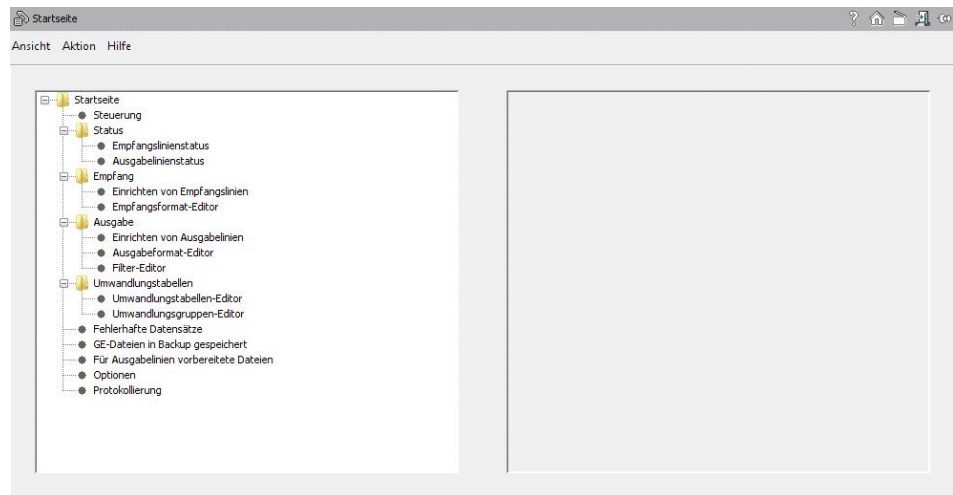 Startseite
Ansicht Aktion Hilfe
Startseite
Steuerung
Status
Empfangslinienstatus
Ausgabelinienstatus
Empfang
Einrichten von Empfangslinien
Empfangsformat-Editor
Ausgabe
Einrichten von Ausgabelinien
Ausgabeformat-Editor
Filter-Editor
Umwandlungstabellen
Umwandlungstabellen-Editor
Umwandlungsgruppen-Editor
Fehlerhafte Datensätze
GE-Dateien in Backup gespeichert
Für Ausgabelinien vorbereitete Dateien
Optionen
Protokollierung